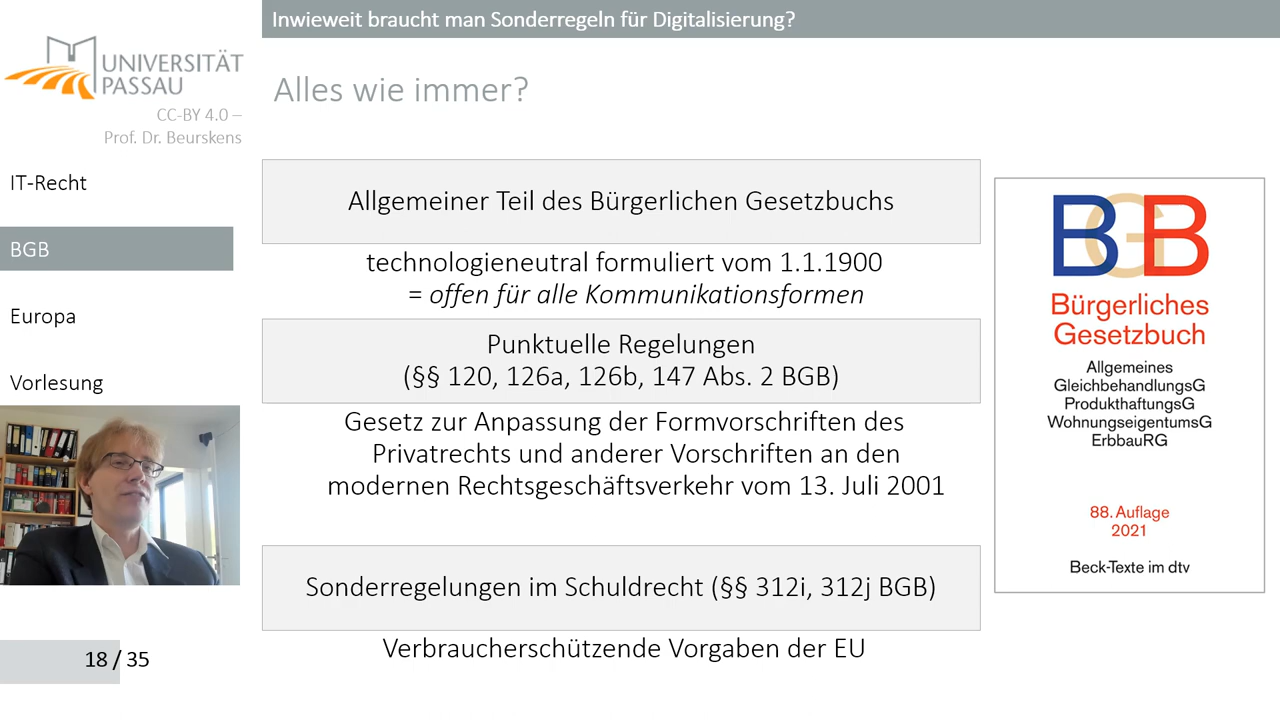 Inwieweit braucht man Sonderregeln für Digitalisierung?
UNIVERSITÄT
PASSAU
CC-BY 4.0 –
Prof. Dr. Beurskens
IT-Recht
BGB
Europa
Vorlesung
18 / 35
Alles wie immer?
Allgemeiner Teil des Bürgerlichen Gesetzbuchs
technologieneutral formuliert vom 1.1.1900
= offen für alle Kommunikationsformen
Punktuelle Regelungen
(§§ 120, 126a, 126b, 147 Abs. 2 BGB)
Gesetz zur Anpassung der Formvorschriften des
Privatrechts und anderer Vorschriften an den
modernen Rechtsgeschäftsverkehr vom 13. Juli 2001
Sonderregelungen im Schuldrecht (§§ 312i, 312j BGB)
Verbraucherschützende Vorgaben der EU
BGB
Bürgerliches
Gesetzbuch
Allgemeines
GleichbehandlungsG
ProdukthaftungsG
WohnungseigentumsG
ErbbauRG
88. Auflage
2021
Beck-Texte im dtv